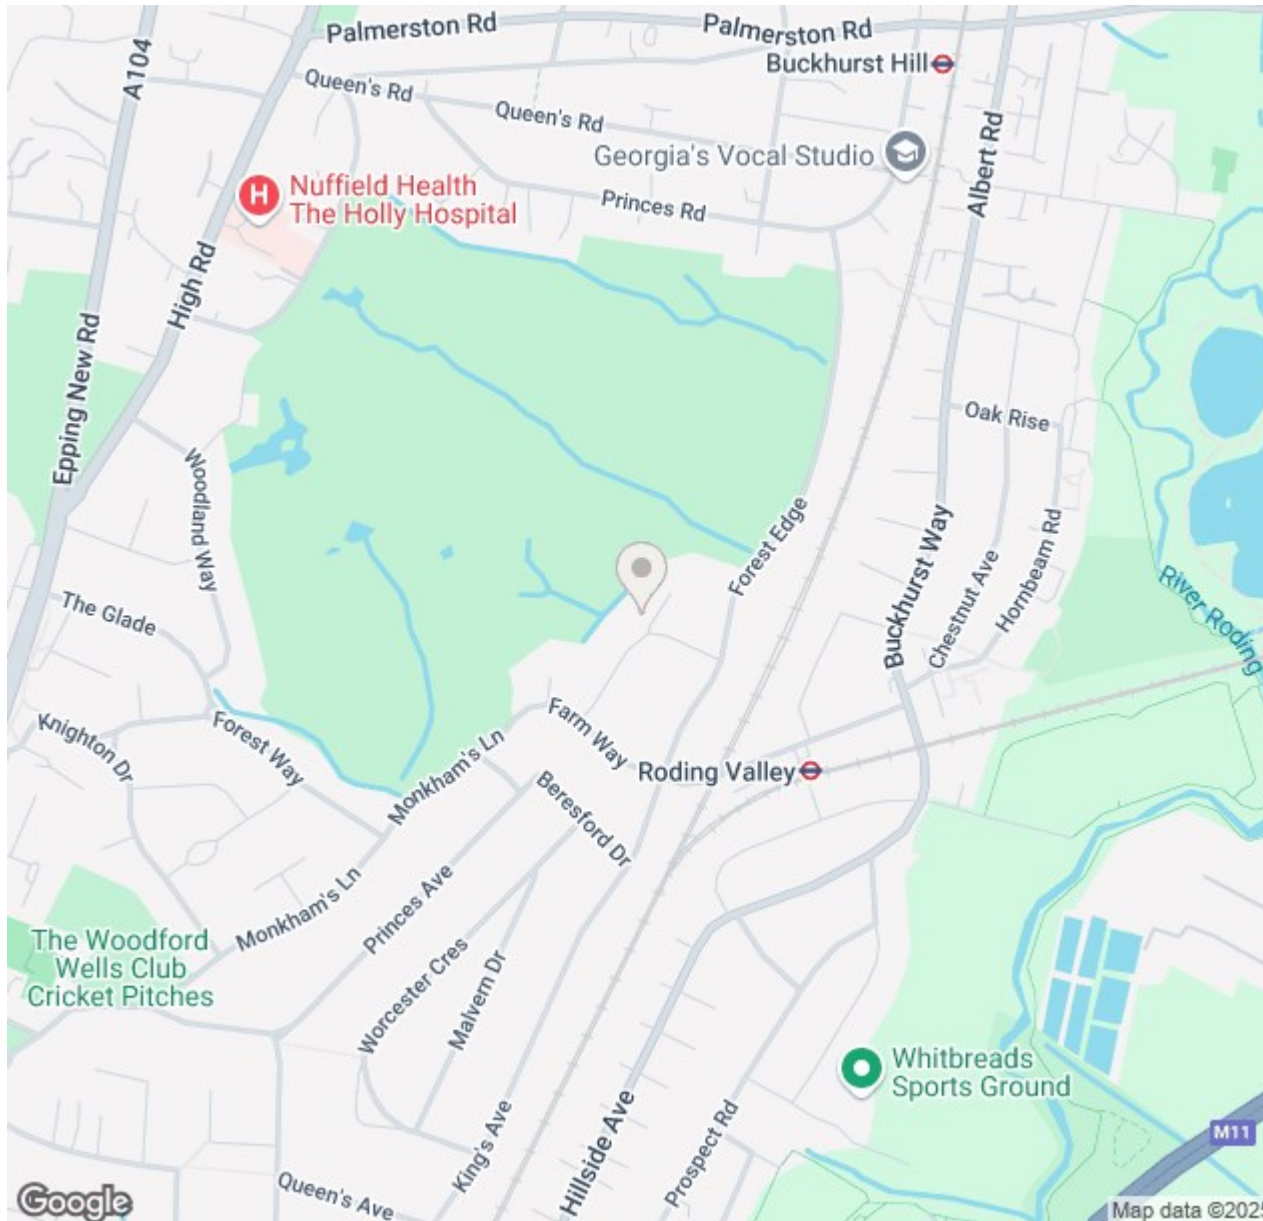 Palmerston Rd
Palmerston Rd
A104
Buckhurst Hill
Queen's Rd
Queen's Rd
Georgia's Vocal Studio
Albert Rd
Nuffield Health
The Holly Hospital
Princes Rd
High Rd
Epping New Rd
Oak Rise
Woodland Way
Forest Edge
Buckhurst Way
Hornbeam Rd
Chestnut Ave
River Roding
The Glade
Knighton Dr
Forest Way
Farm Way
Monkham's Ln
Roding Valley
Beresford Dr
Monkham's Ln
Princes Ave
The Woodford
Wells Club
Cricket Pitches
Worcester Cres
Malvern Dr
Whitbreads
Sports Ground
King's Ave
Hillside Ave
Prospect Rd
M11
Queen's Ave
Google
Map data ©2025